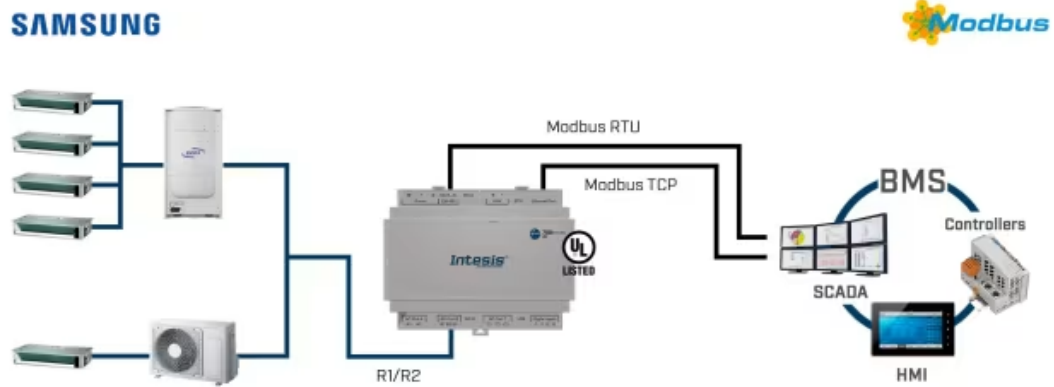 SAMSUNG
Modbus
Modbus RTU
Modbus TCP
BMS
Controllers
Intesis
UL
LISTED
SCADA
R1/R2
HMI